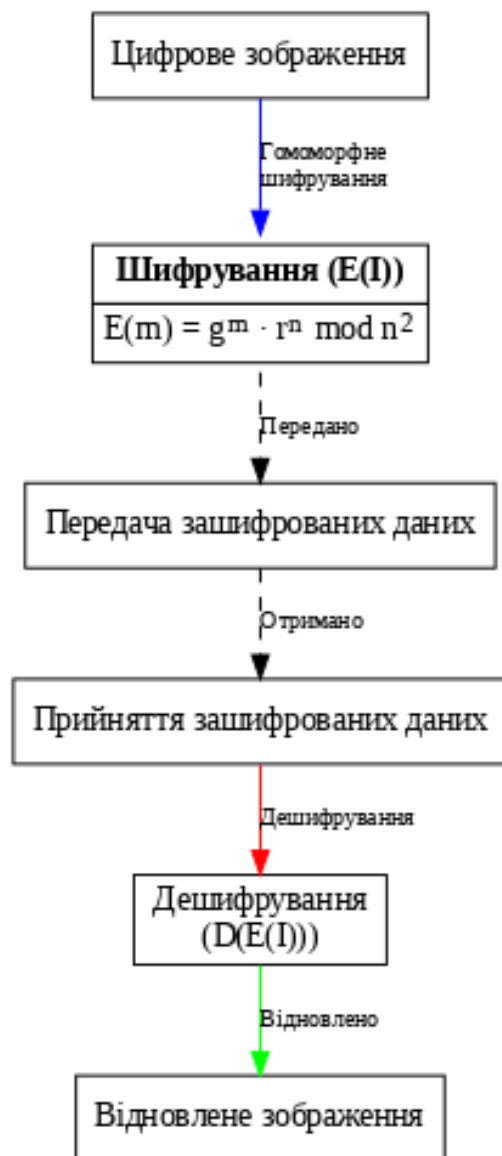 Цифрове зображення
Гомоморфне
шифрування
Шифрування (E(I))
E(m) = gᵐ · rⁿ mod n²
Передано
Передача зашифрованих даних
Отримано
Прийняття зашифрованих даних
Дешифрування
Дешифрування
(D(E(I)))
Відновлено
Відновлене зображення